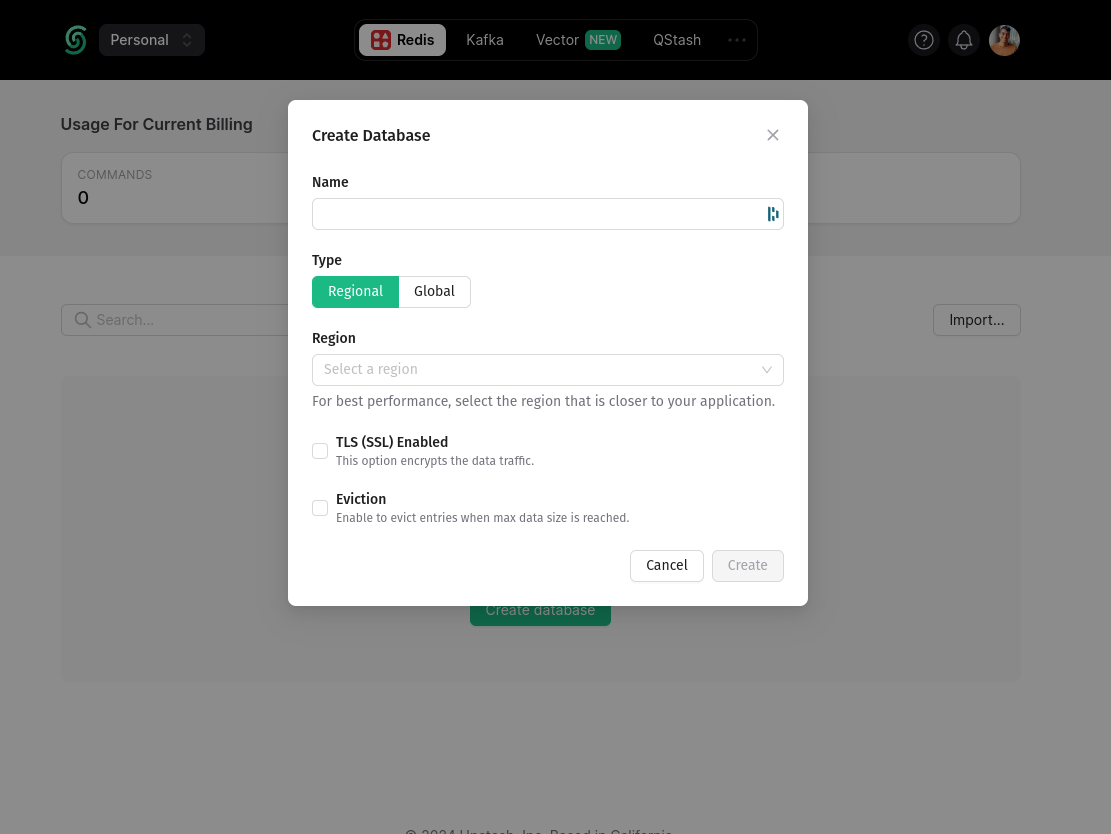 Personal
Redis
Kafka
Vector NEW
QStash
Usage For Current Billing
COMMANDS
0
Search...
Import...
Create Database
Name
Type
Regional
Global
Region
Select a region
For best performance, select the region that is closer to your application.
TLS (SSL) Enabled
This option encrypts the data traffic.
Eviction
Enable to evict entries when max data size is reached.
Cancel
Create
Create database
© 2024 Upstash, Inc. Based in California.